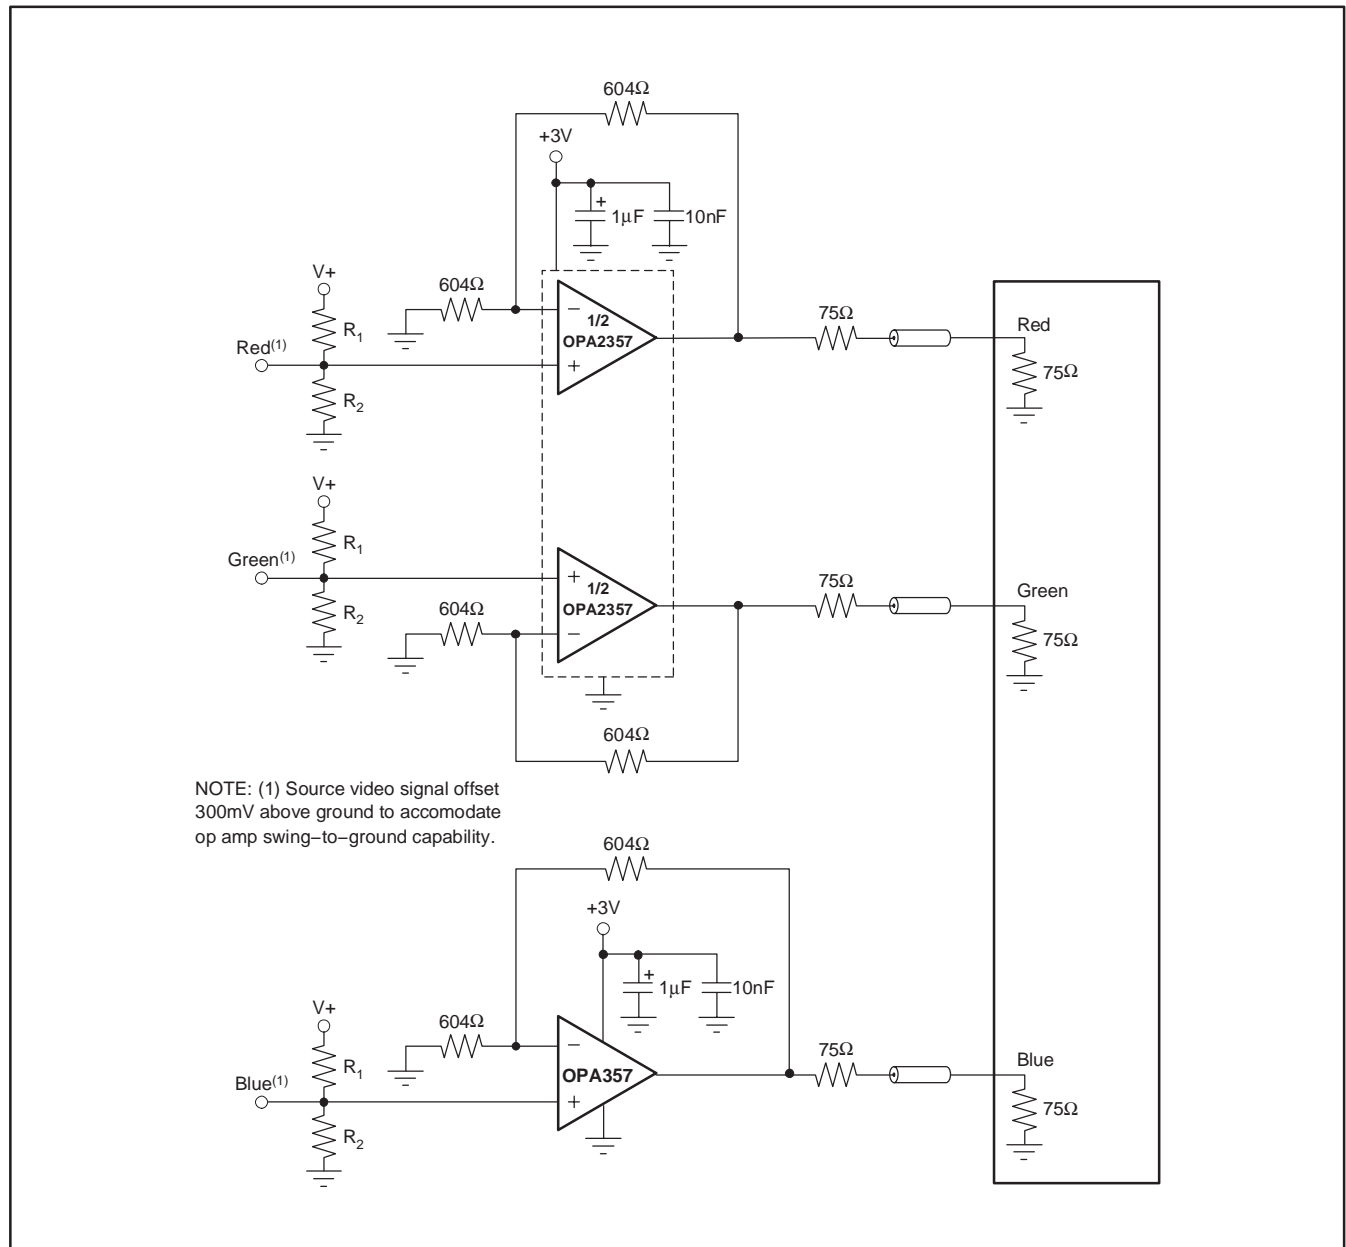 604Ω
+3V
+
1μF
10nF
V+
604Ω
R1
Red(1)
R2
−
1/2
OPA2357
+
75Ω
Red
75Ω
V+
R1
Green(1)
R2
604Ω
+
1/2
OPA2357
−
75Ω
Green
75Ω
604Ω
NOTE: (1) Source video signal offset
300mV above ground to accomodate
op amp swing−to−ground capability.
604Ω
+3V
+
1μF
10nF
V+
604Ω
R1
Blue(1)
R2
−
OPA357
+
75Ω
Blue
75Ω